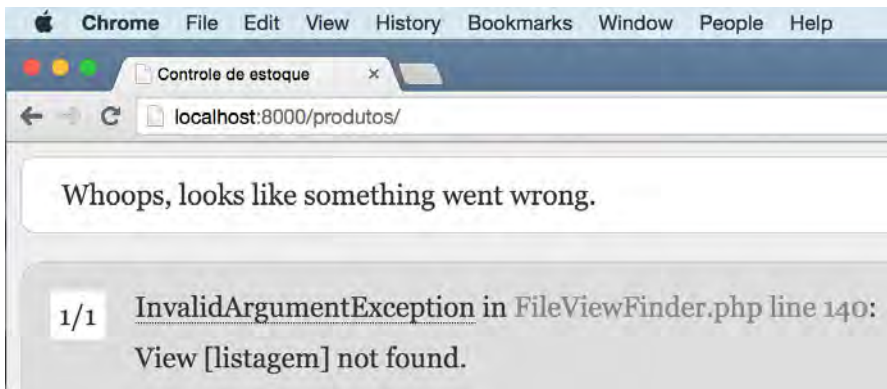 Chrome File Edit View History Bookmarks Window People Help
Controle de estoque ×
localhost:8000/produtos/
Whoops, looks like something went wrong.
1/1 InvalidArgumentException in FileViewFinder.php line 140:
View [listagem] not found.